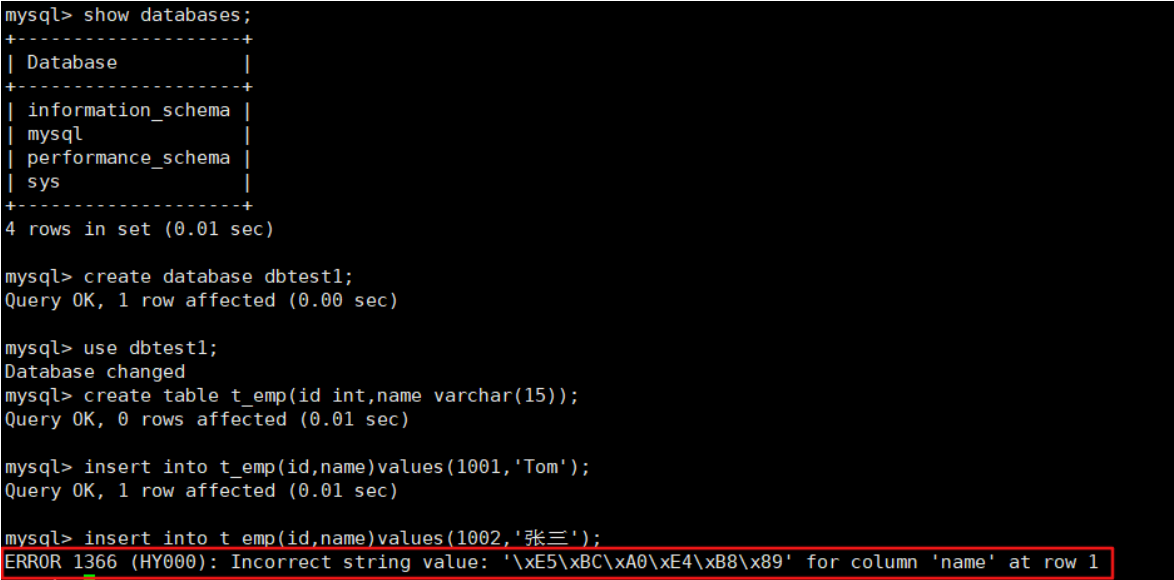 mysql> show databases;
+--------------------+
| Database           |
+--------------------+
| information_schema |
| mysql              |
| performance_schema |
| sys                |
+--------------------+
4 rows in set (0.01 sec)
mysql> create database dbtest1;
Query OK, 1 row affected (0.00 sec)
mysql> use dbtest1;
Database changed
mysql> create table t_emp(id int,name varchar(15));
Query OK, 0 rows affected (0.01 sec)
mysql> insert into t_emp(id,name)values(1001,'Tom');
Query OK, 1 row affected (0.01 sec)
mysql> insert into t_emp(id,name)values(1002,'张三');
ERROR 1366 (HY000): Incorrect string value: '\xE5\xBC\xA0\xE4\xB8\x89' for column 'name' at row 1